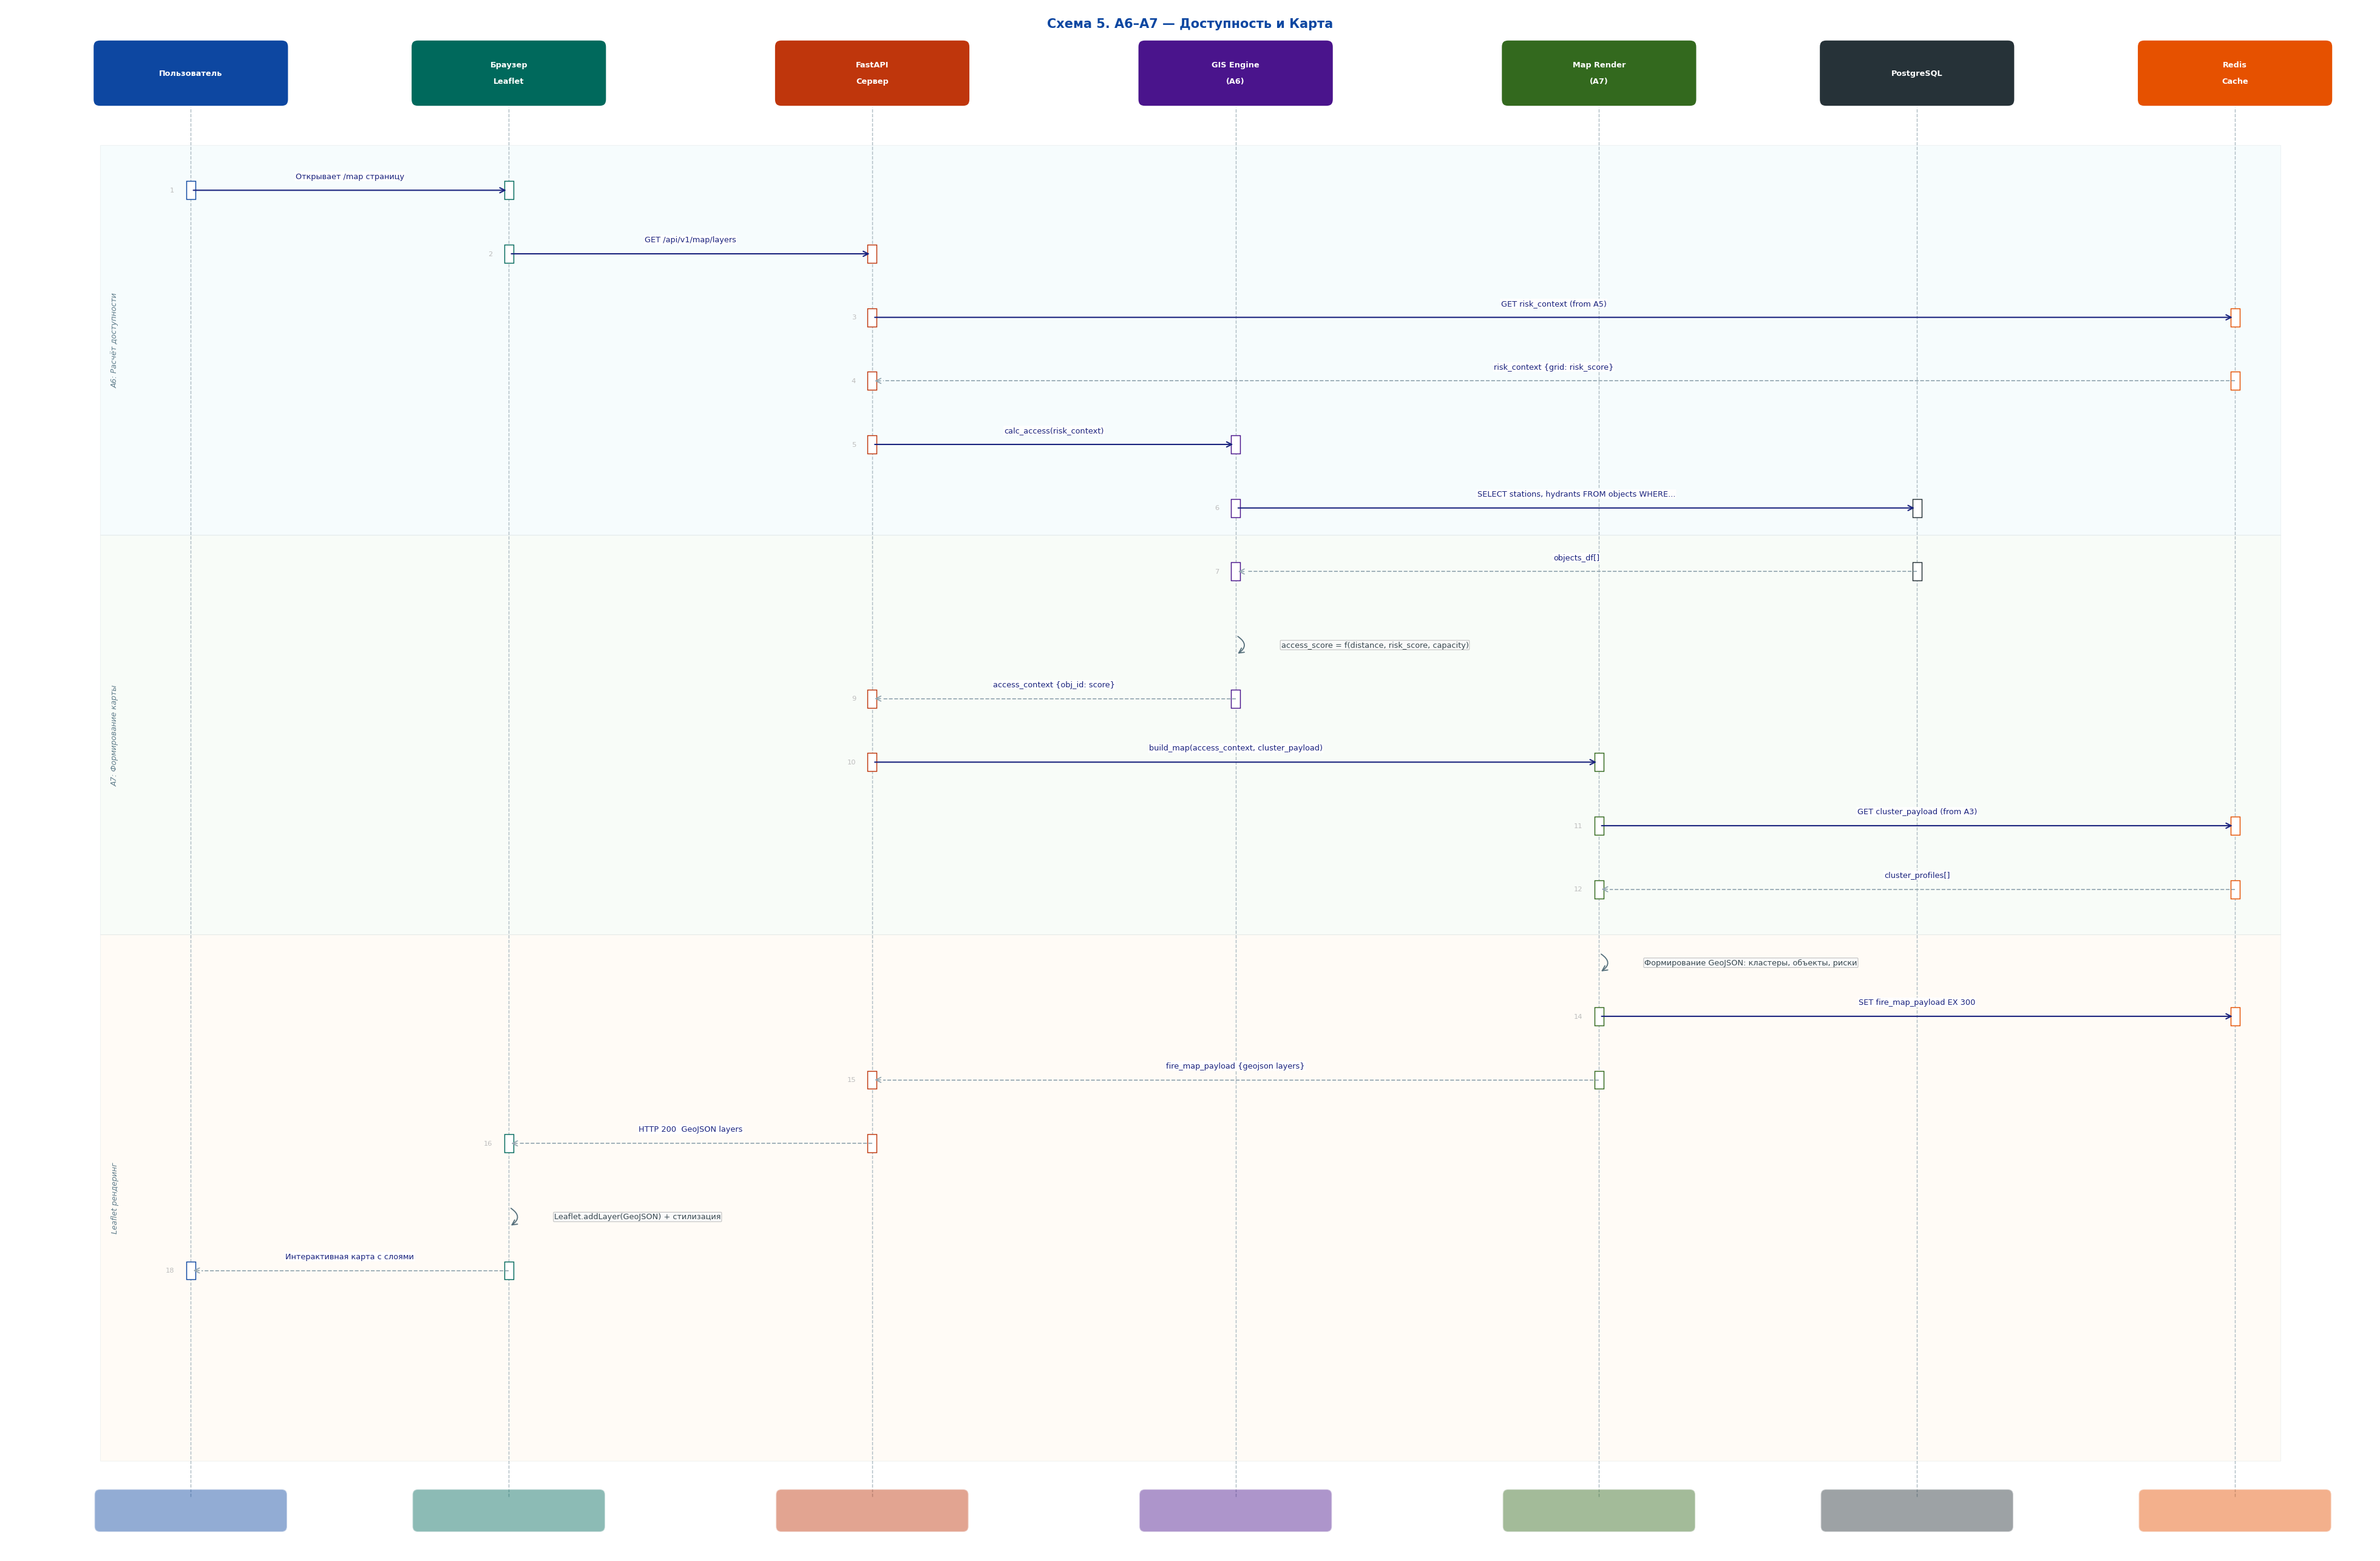 Схема 5. А6–А7 — Доступность и Карта
Пользователь
Браузер
Leaflet
FastAPI
Сервер
GIS Engine
(A6)
Map Render
(A7)
PostgreSQL
Redis
Cache
А6: Расчёт доступности
1
Открывает /map страницу
2
GET /api/v1/map/layers
3
GET risk_context (from A5)
4
risk_context {grid: risk_score}
5
calc_access(risk_context)
6
SELECT stations, hydrants FROM objects WHERE...
А7: Формирование карты
7
objects_df[]
access_score = f(distance, risk_score, capacity)
9
access_context {obj_id: score}
10
build_map(access_context, cluster_payload)
11
GET cluster_payload (from A3)
12
cluster_profiles[]
Leaflet рендеринг
Формирование GeoJSON: кластеры, объекты, риски
14
SET fire_map_payload EX 300
15
fire_map_payload {geojson layers}
16
HTTP 200  GeoJSON layers
Leaflet.addLayer(GeoJSON) + стилизация
18
Интерактивная карта с слоями